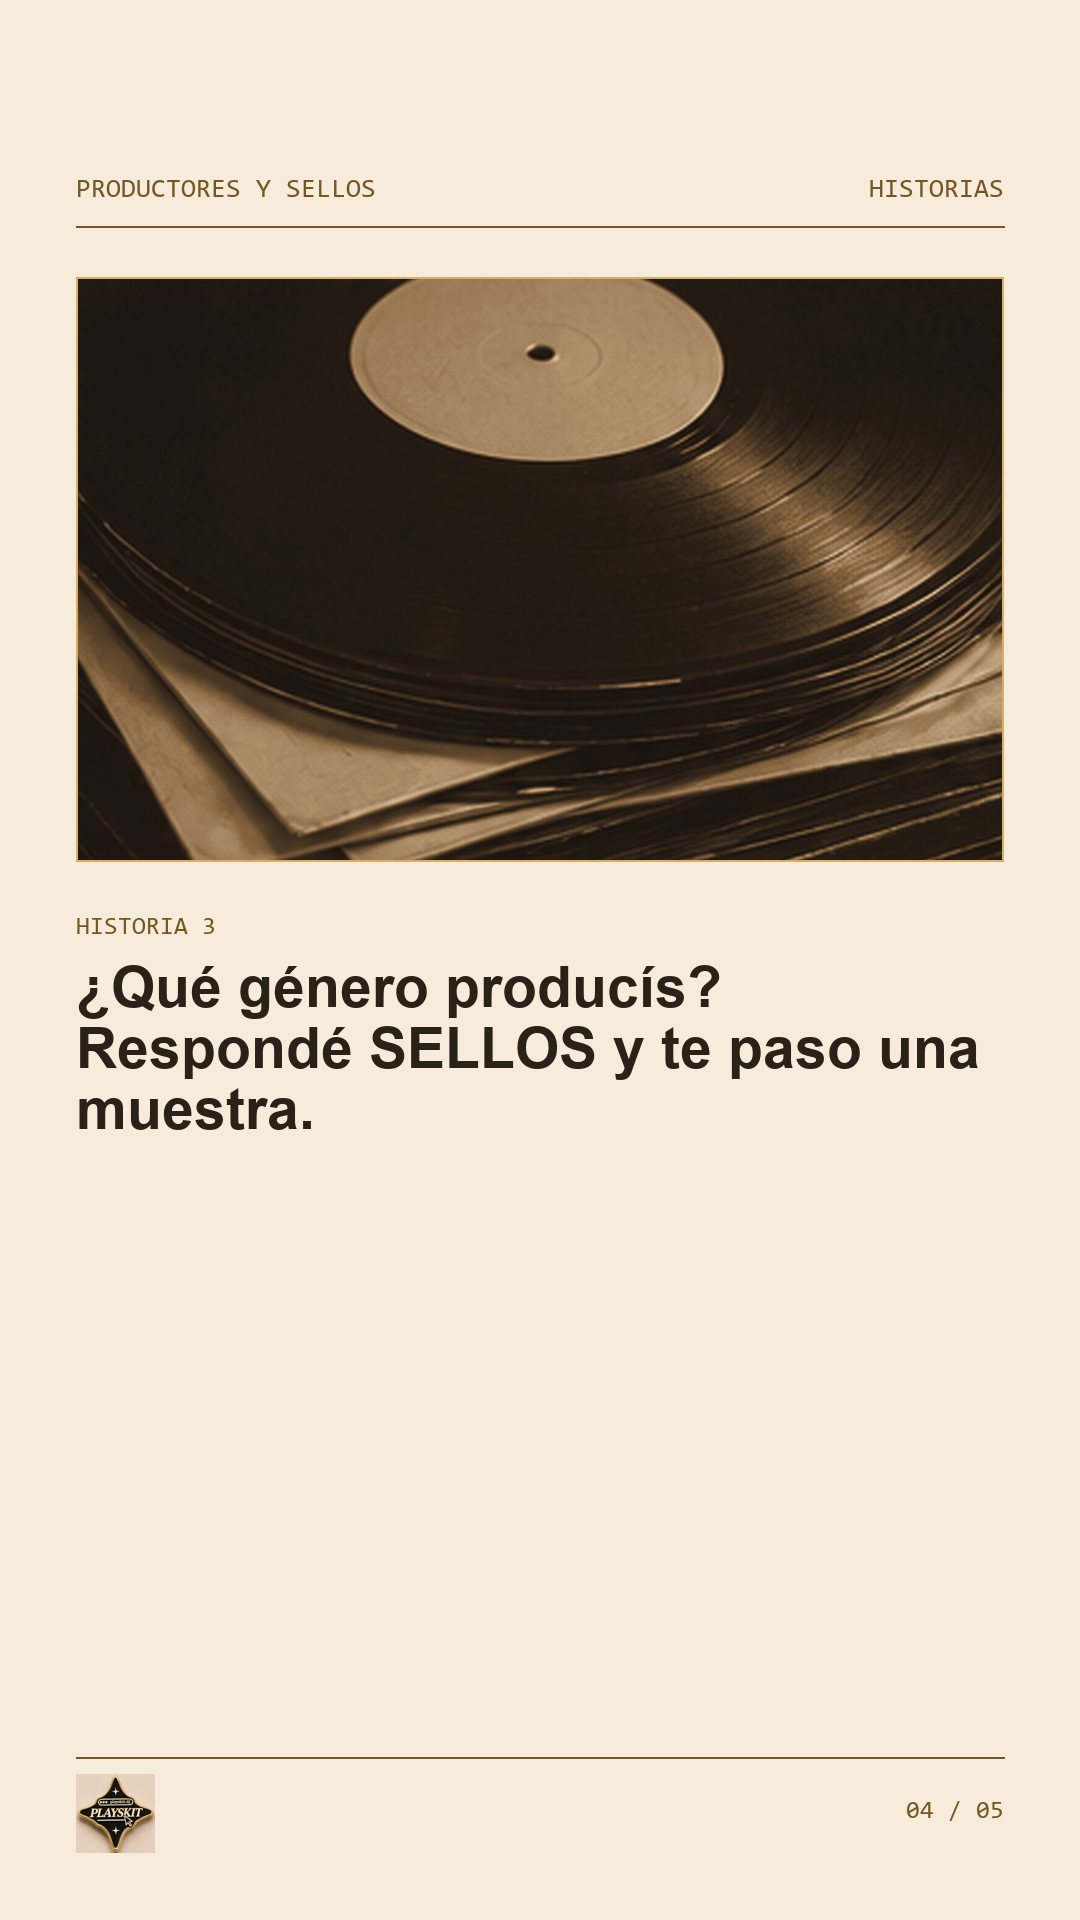 PRODUCTORES Y SELLOS
HISTORIAS
HISTORIA 3
¿Qué género producís?
Respondé SELLOS y te paso una
muestra.
PLAYSKIT
04 / 05